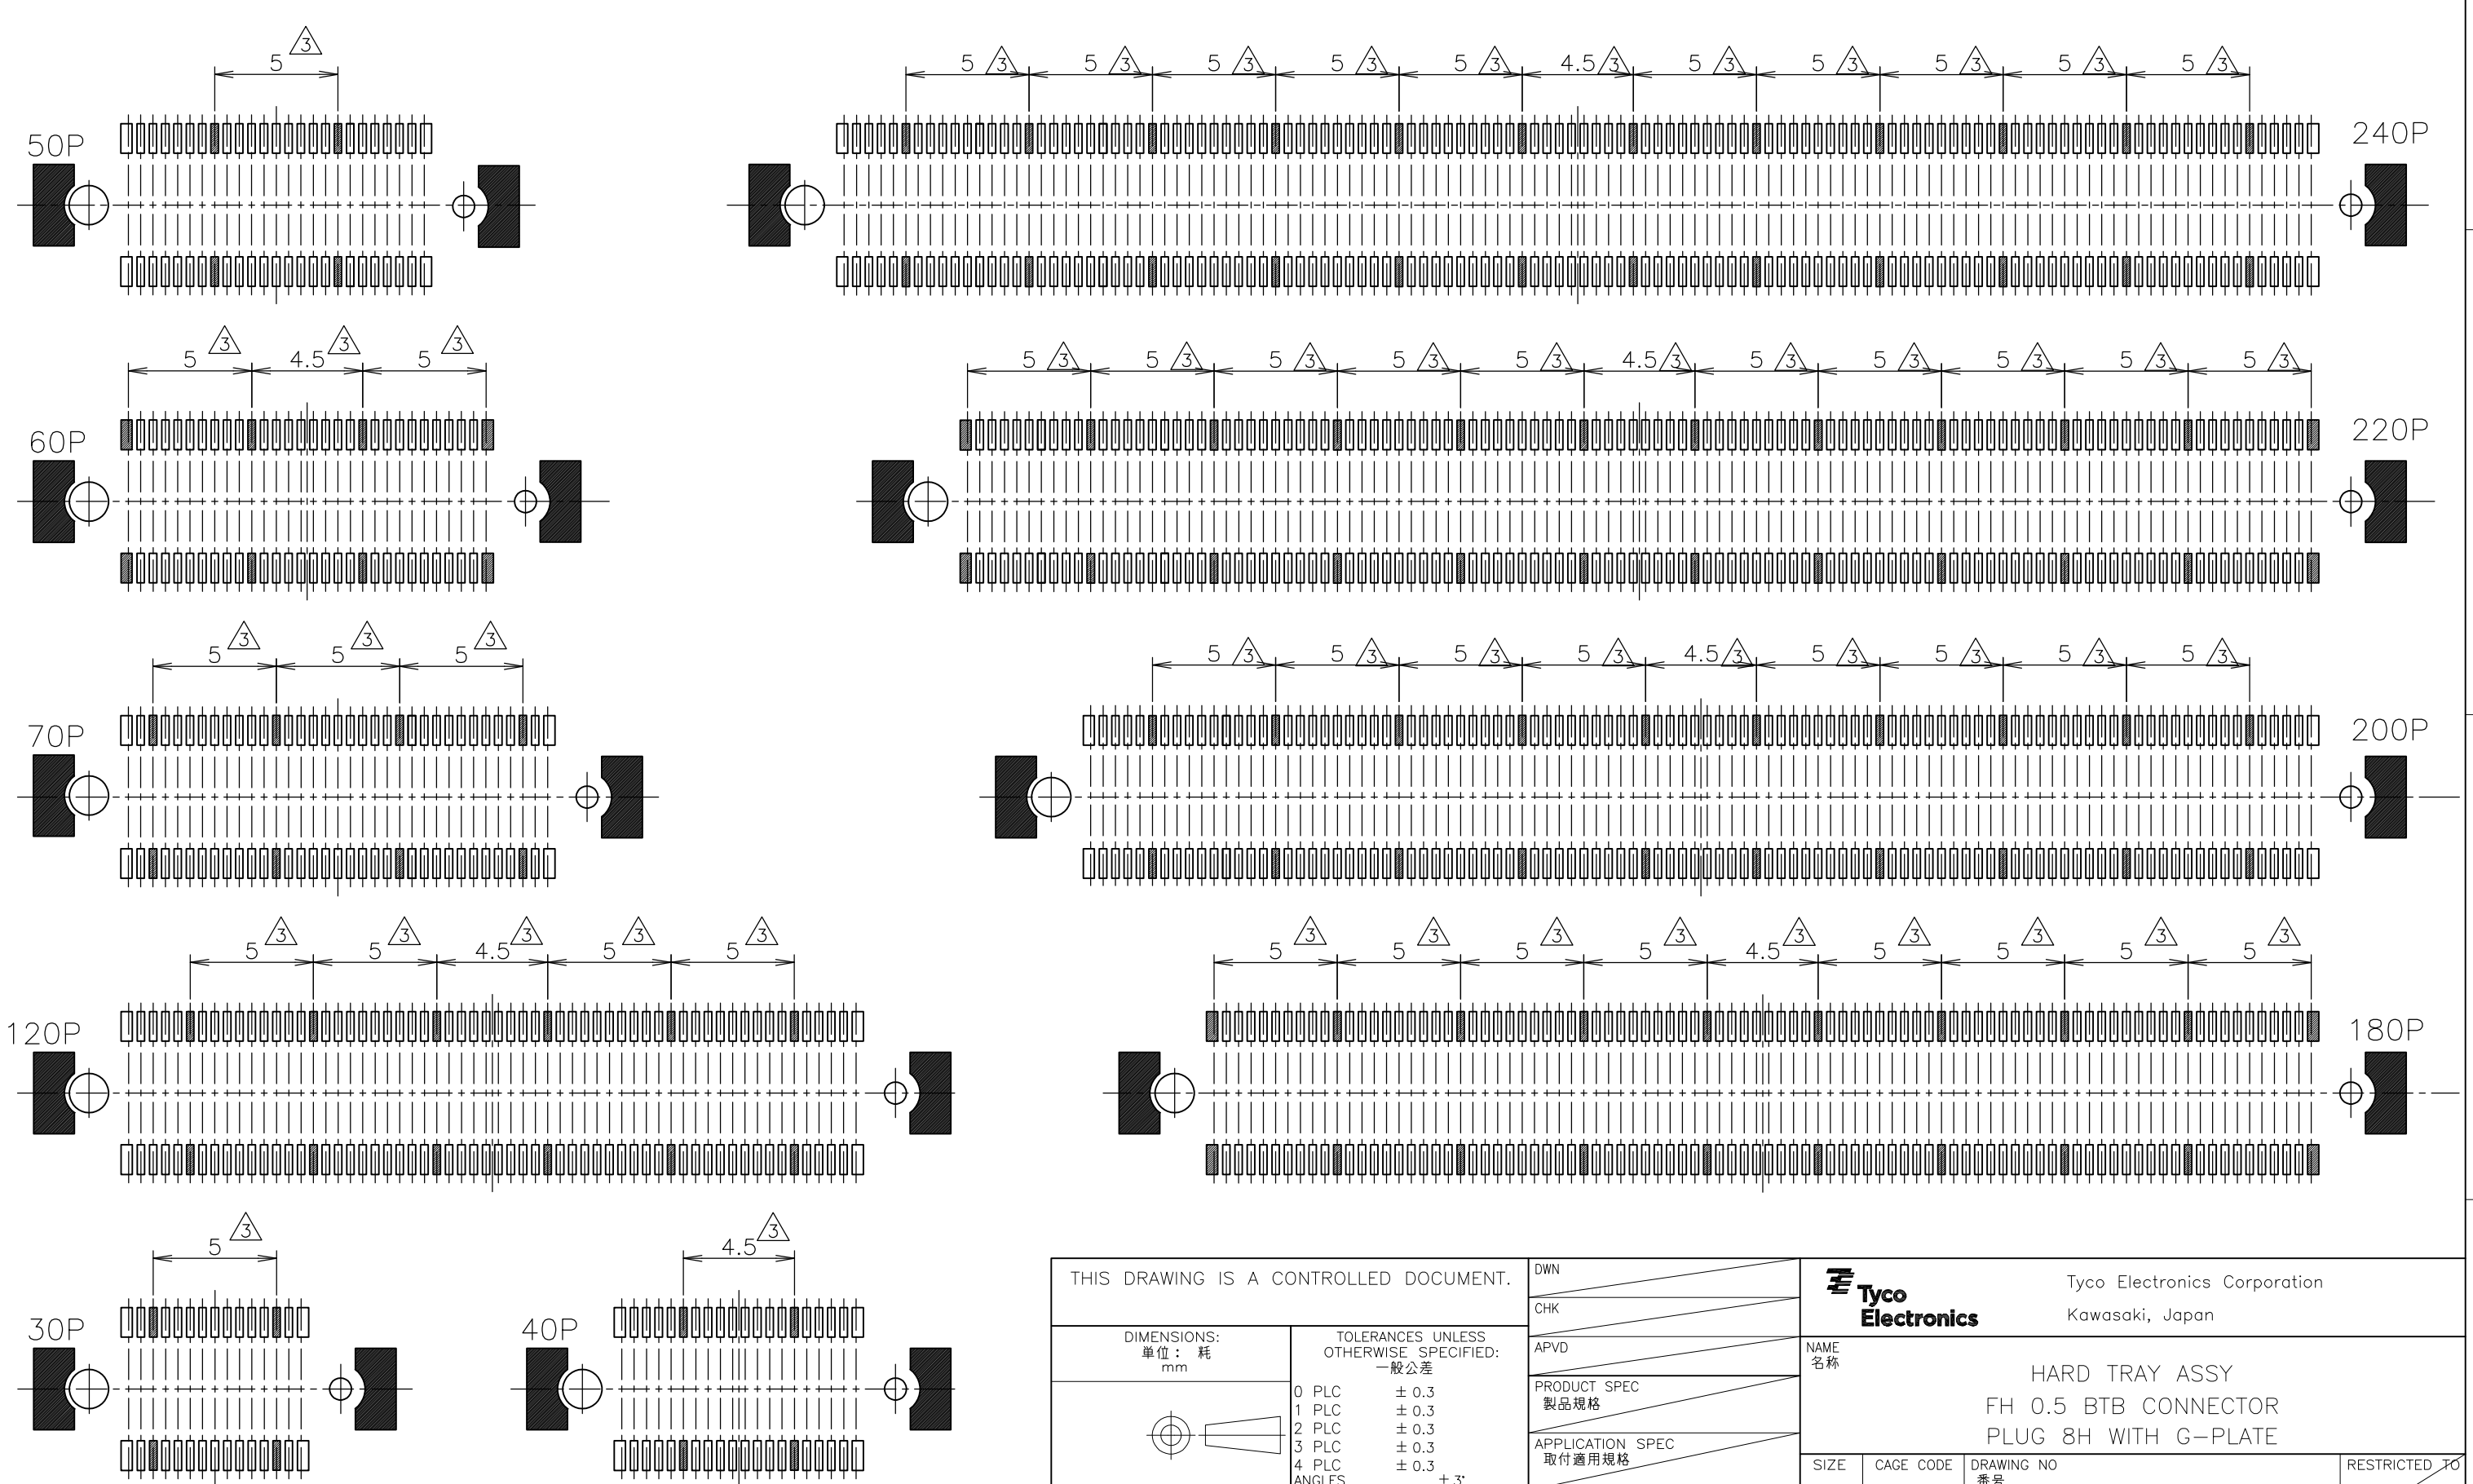 50P
5 3
240P
5 3 5 3 5 3 5 3 5 3 4.5 3 5 3 5 3 5 3 5 3 5 3
60P
5 3 4.5 3 5 3
220P
5 3 5 3 5 3 5 3 5 3 4.5 3 5 3 5 3 5 3 5 3 5 3
70P
5 3 5 3 5 3
200P
5 3 5 3 5 3 5 3 4.5 3 5 3 5 3 5 3 5 3
120P
5 3 5 3 4.5 3 5 3 5 3
180P
5 3 5 3 5 3 5 3 4.5 3 5 3 5 3 5 3 5 3
30P
5 3
40P
4.5 3
THIS DRAWING IS A CONTROLLED DOCUMENT.
DIMENSIONS:
単位： 粍
mm
TOLERANCES UNLESS
OTHERWISE SPECIFIED:
一般公差
0 PLC ± 0.3
1 PLC ± 0.3
2 PLC ± 0.3
3 PLC ± 0.3
4 PLC ± 0.3
ANGLES ± 3°
DWN
CHK
APVD
PRODUCT SPEC
製品規格
APPLICATION SPEC
取付適用規格
Tyco
Electronics
Tyco Electronics Corporation
Kawasaki, Japan
NAME
名称
HARD TRAY ASSY
FH 0.5 BTB CONNECTOR
PLUG 8H WITH G-PLATE
SIZE
CAGE CODE
DRAWING NO
番号
RESTRICTED TO